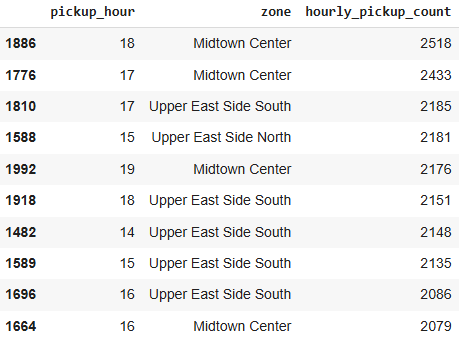 pickup_hour zone hourly_pickup_count
1886 18 Midtown Center 2518
1776 17 Midtown Center 2433
1810 17 Upper East Side South 2185
1588 15 Upper East Side North 2181
1992 19 Midtown Center 2176
1918 18 Upper East Side South 2151
1482 14 Upper East Side South 2148
1589 15 Upper East Side South 2135
1696 16 Upper East Side South 2086
1664 16 Midtown Center 2079